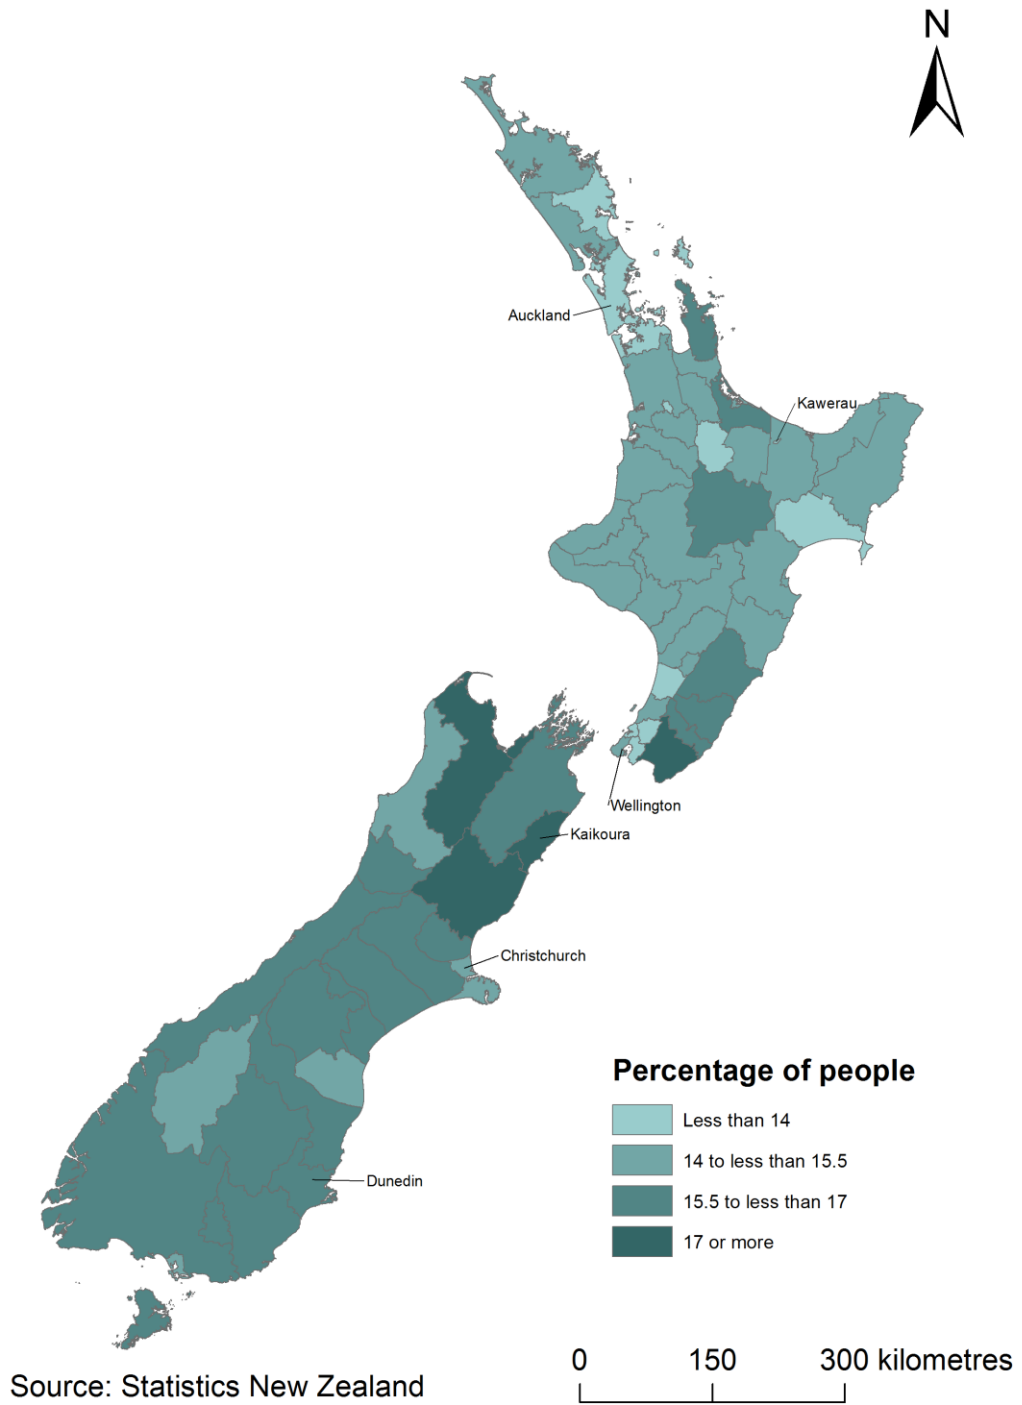 N
Auckland
Kawerau
Wellington
Kaikoura
Christchurch
Dunedin
Percentage of people
Less than 14
14 to less than 15.5
15.5 to less than 17
17 or more
0 150 300 kilometres
Source: Statistics New Zealand